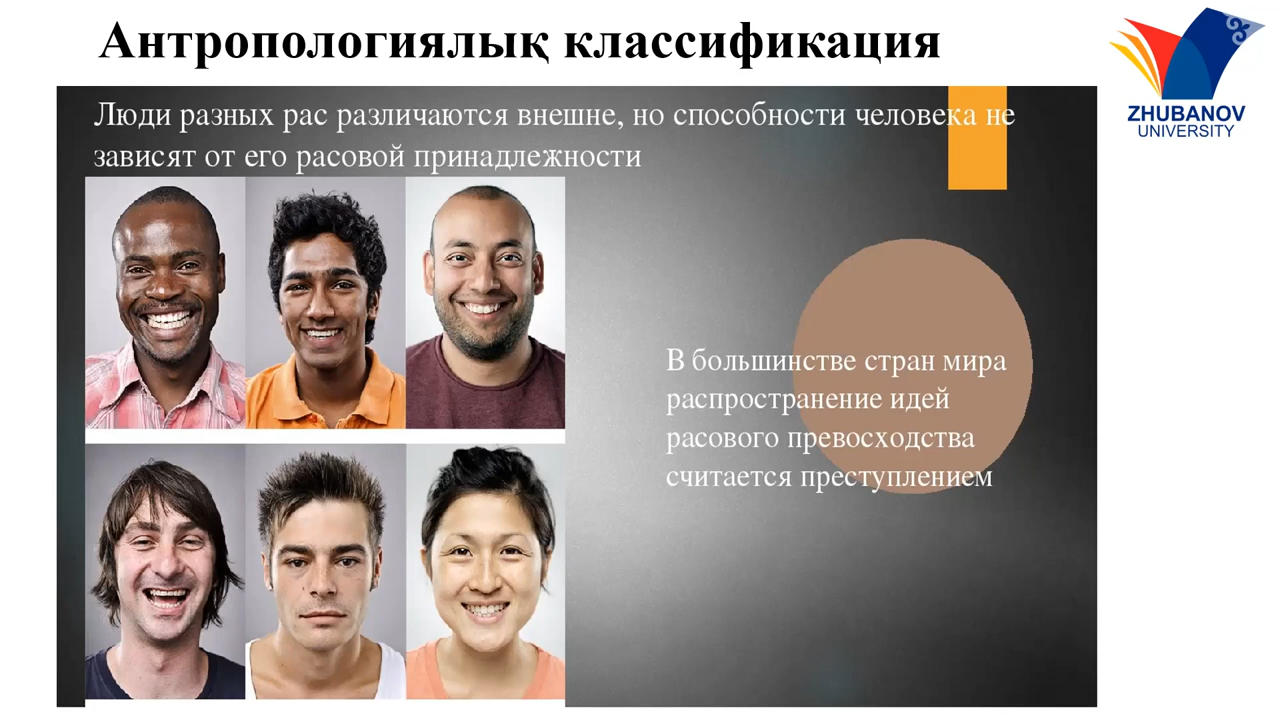 Антропологиялық классификация
ZHUBANOV
UNIVERSITY
Люди разных рас различаются внешне, но способности человека не
зависят от его расовой принадлежности
В большинстве стран мира
распространение идей
расового превосходства
считается преступлением